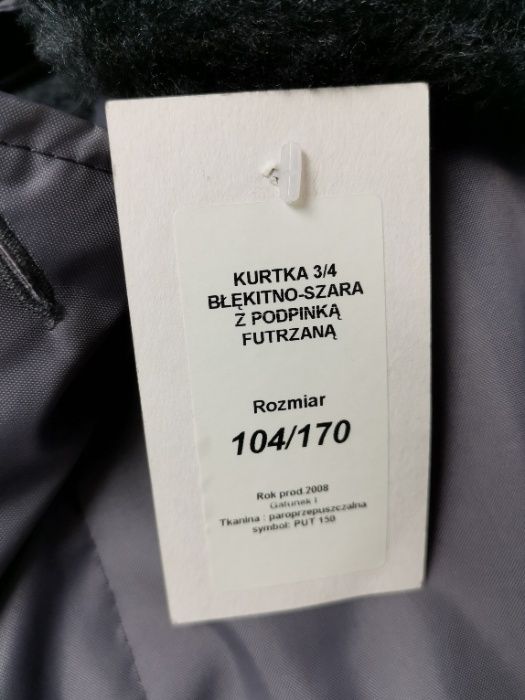 KURTKA 3/4
BŁĘKITNO-SZARA
Z PODPINKĄ
FUTRZANĄ
Rozmiar
104/170
Rok prod.2008
Gatunek I
Tkanina : paroprzepuszczalna
symbol: PUT 150